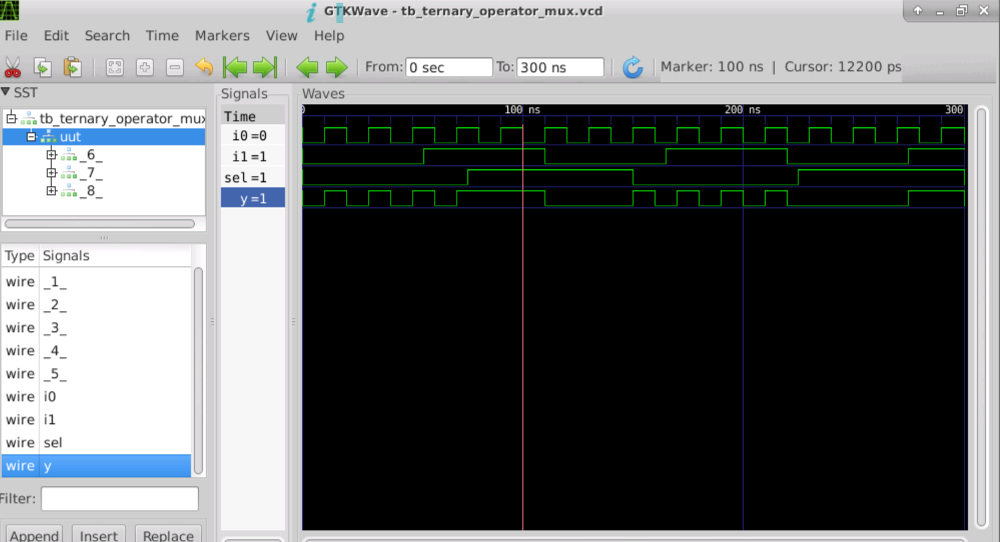 GTKWave - tb_ternary_operator_mux.vcd
File Edit Search Time Markers View Help
From: 0 sec To: 300 ns Marker: 100 ns | Cursor: 12200 ps
SST
tb_ternary_operator_mux
uut
_6_
_7_
_8_
Type Signals
wire _1_
wire _2_
wire _3_
wire _4_
wire _5_
wire i0
wire i1
wire sel
wire y
Filter:
Append Insert Replace
Signals
Time
i0 =0
i1 =1
sel =1
y =1
Waves
0 100 ns 200 ns 300